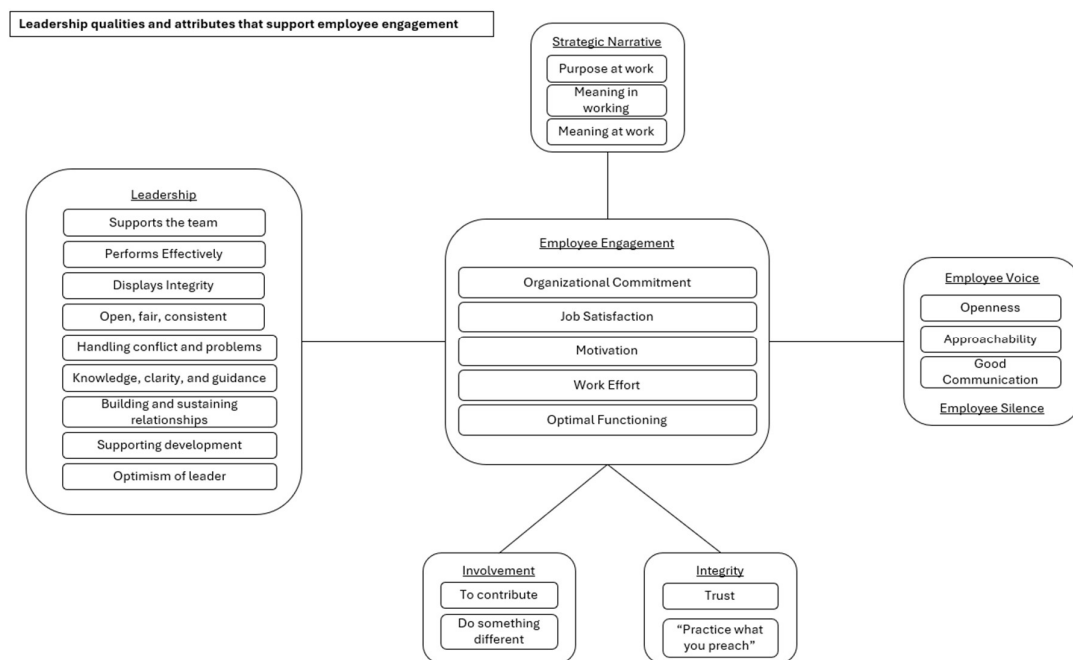 Leadership qualities and attributes that support employee engagement
Strategic Narrative
Purpose at work
Meaning in
working
Meaning at work
Leadership
Supports the team
Performs Effectively
Displays Integrity
Open, fair, consistent
Handling conflict and problems
Knowledge, clarity, and guidance
Building and sustaining
relationships
Supporting development
Optimism of leader
Employee Engagement
Organizational Commitment
Job Satisfaction
Motivation
Work Effort
Optimal Functioning
Employee Voice
Openness
Approachability
Good
Communication
Employee Silence
Involvement
To contribute
Do something
different
Integrity
Trust
“Practice what
you preach”